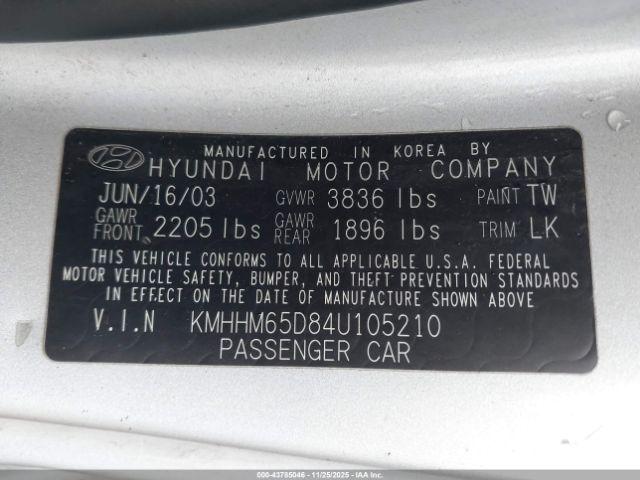 MANUFACTURED IN KOREA BY
HYUNDAI MOTOR COMPANY
JUN/16/03 GVWR 3836 lbs PAINT TW
GAWR FRONT 2205 lbs GAWR REAR 1896 lbs TRIM LK
THIS VEHICLE CONFORMS TO ALL APPLICABLE U.S.A. FEDERAL
MOTOR VEHICLE SAFETY, BUMPER, AND THEFT PREVENTION STANDARDS
IN EFFECT ON THE DATE OF MANUFACTURE SHOWN ABOVE
V.I.N KMHHM65D84U105210
PASSENGER CAR
000-43785046 - 11/25/2025 - IAAI.COM